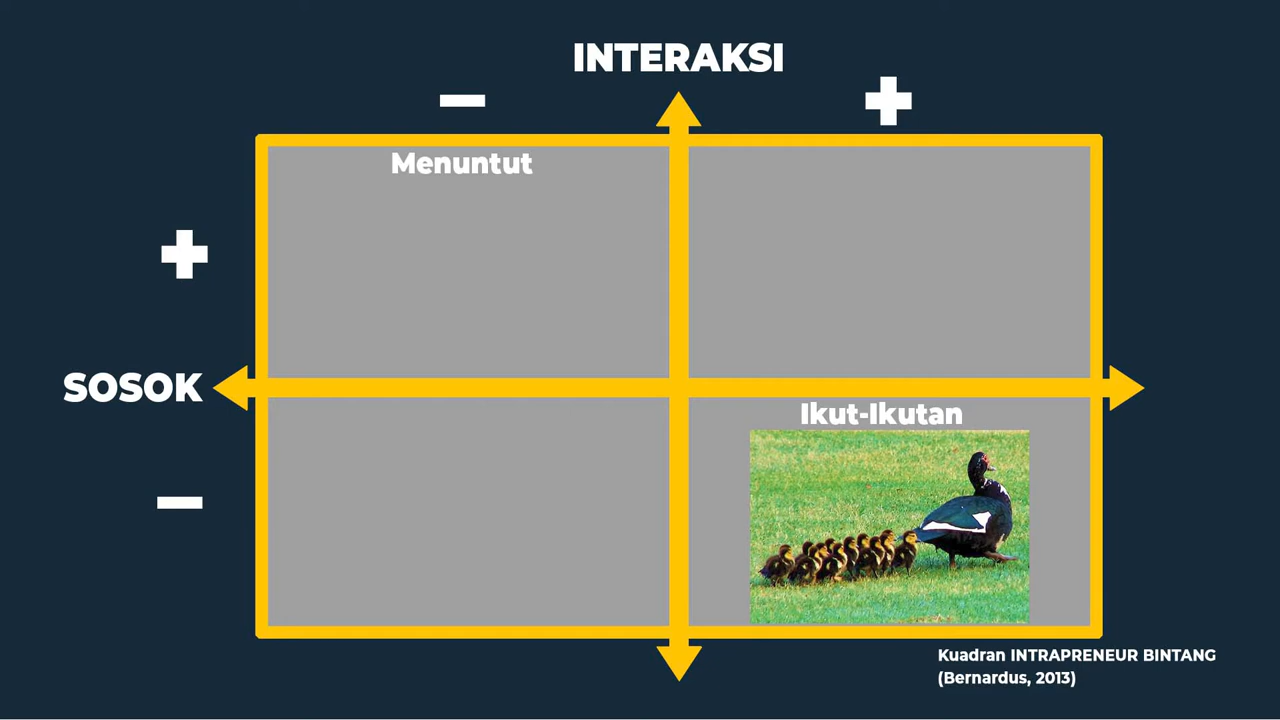 INTERAKSI
− +
Menuntut
+
SOSOK
Ikut-Ikutan
−
Kuadran INTRAPRENEUR BINTANG
(Bernardus, 2013)